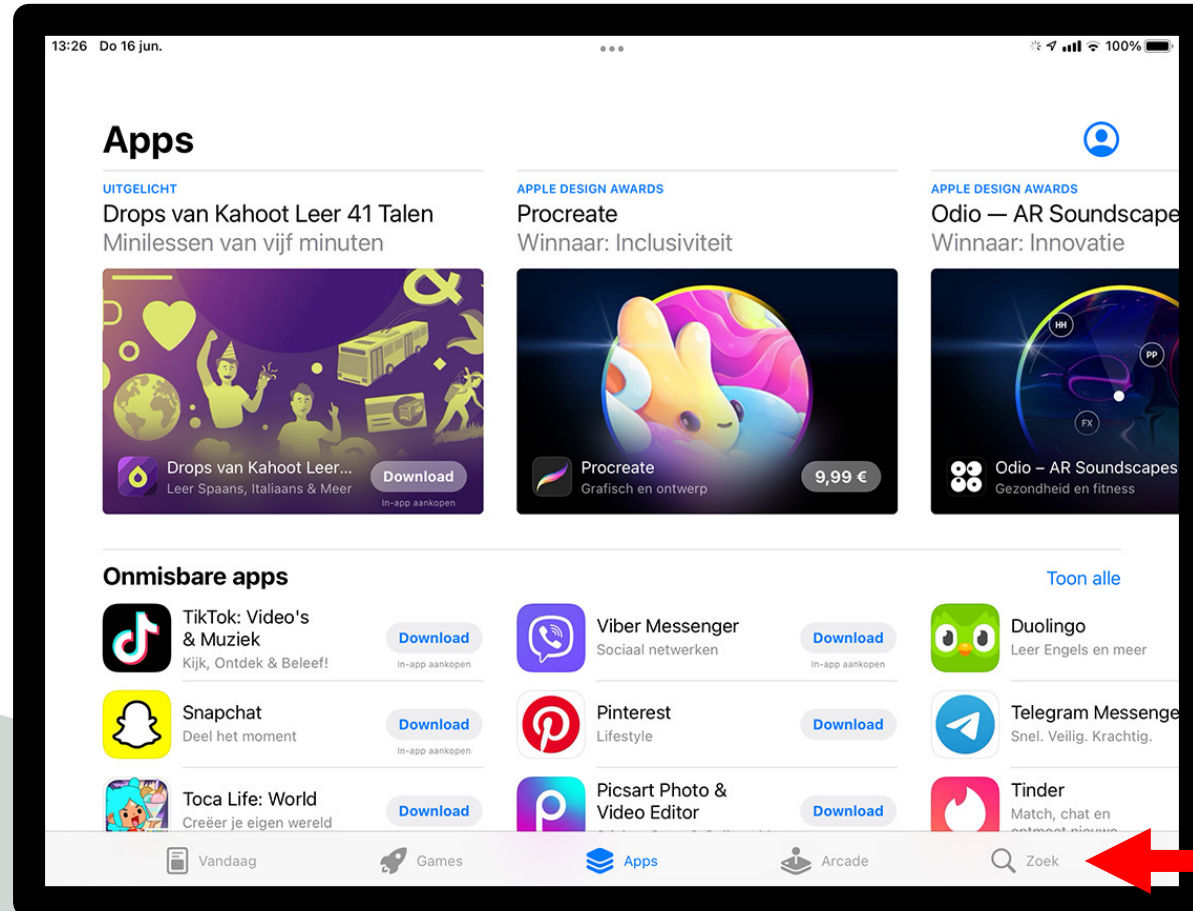 13:26 Do 16 jun.
100%
Apps
UITGELICHT
Drops van Kahoot Leer 41 Talen
Minilessen van vijf minuten
Drops van Kahoot Leer...
Leer Spaans, Italiaans & Meer
Download
In-app aankopen
APPLE DESIGN AWARDS
Procreate
Winnaar: Inclusiviteit
Procreate
Grafisch en ontwerp
9,99 €
APPLE DESIGN AWARDS
Odio — AR Soundscape
Winnaar: Innovatie
HH
PP
FX
Odio – AR Soundscapes
Gezondheid en fitness
Onmisbare apps
Toon alle
TikTok: Video's
& Muziek
Kijk, Ontdek & Beleef!
Download
In-app aankopen
Viber Messenger
Sociaal netwerken
Download
In-app aankopen
Duolingo
Leer Engels en meer
Snapchat
Deel het moment
Download
In-app aankopen
Pinterest
Lifestyle
Download
Telegram Messenge
Snel. Veilig. Krachtig.
Toca Life: World
Creëer je eigen wereld
Download
Picsart Photo &
Video Editor
Download
Tinder
Match, chat en
ontmoet nieuwe
Vandaag
Games
Apps
Arcade
Zoek